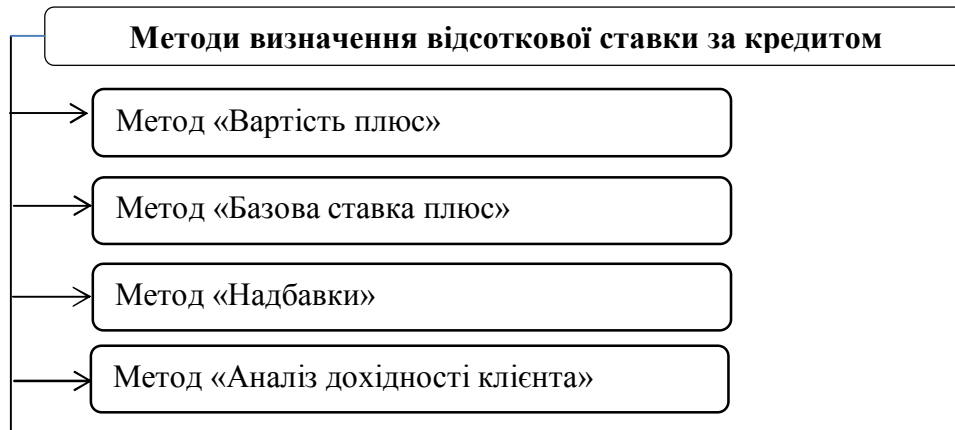 Методи визначення відсоткової ставки за кредитом
Метод «Вартість плюс»
Метод «Базова ставка плюс»
Метод «Надбавки»
Метод «Аналіз дохідності клієнта»